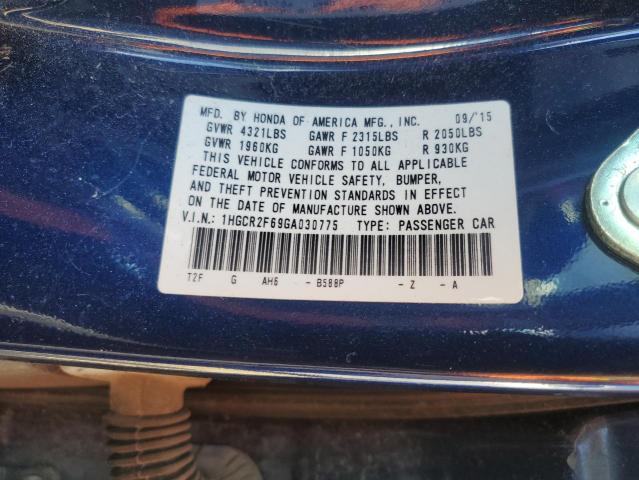 MFD. BY HONDA OF AMERICA MFG., INC. 09/'15
GVWR 4321LBS GAWR F 2315LBS R 2050LBS
GVWR 1960KG GAWR F 1050KG R 930KG
THIS VEHICLE CONFORMS TO ALL APPLICABLE
FEDERAL MOTOR VEHICLE SAFETY, BUMPER,
AND THEFT PREVENTION STANDARDS IN EFFECT
ON THE DATE OF MANUFACTURE SHOWN ABOVE.
V.I.N.: 1HGCR2F69GA030775 TYPE: PASSENGER CAR
T2F G AH6 - B588P - Z - A